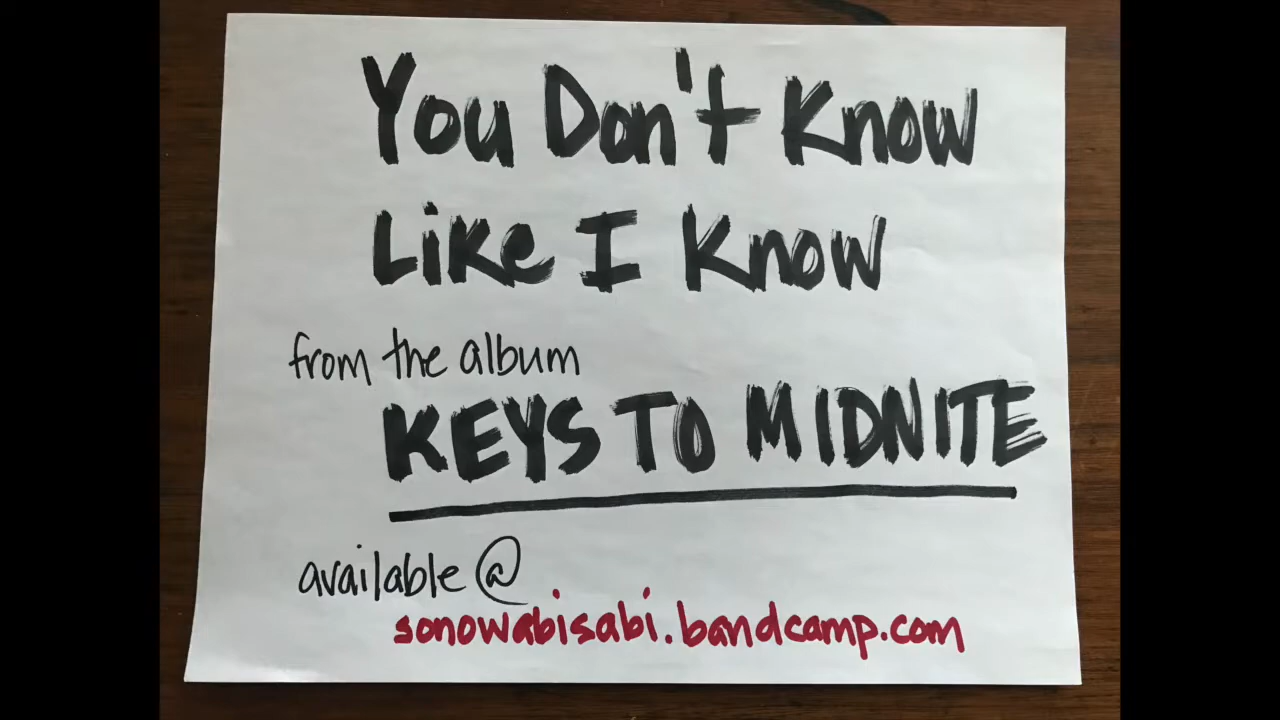 You Don't Know
Like I Know
from the album
KEYS TO MIDNITE
available @
sonowabisabi.bandcamp.com